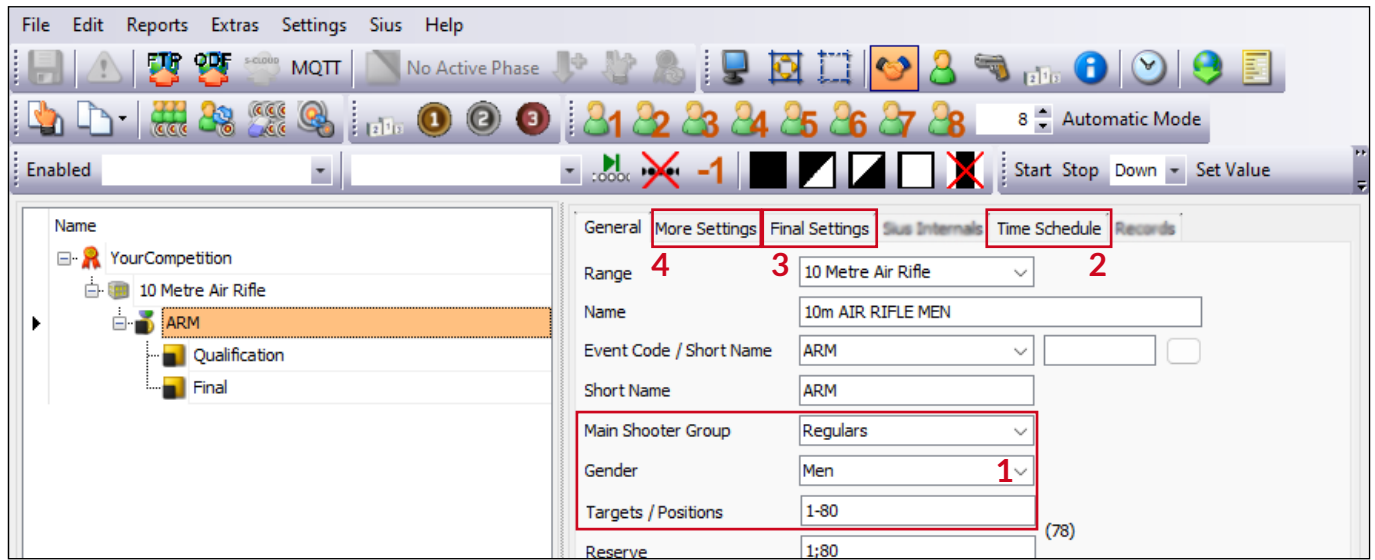 File Edit Reports Extras Settings Sius Help
FTP ODF S-CLOUD MQTT No Active Phase
1 2 3 1 2 3 4 5 6 7 8 8 Automatic Mode
Enabled -1 Start Stop Down Set Value
Name
YourCompetition
10 Metre Air Rifle
ARM
Qualification
Final
General More Settings Final Settings Sius Internals Time Schedule Records
4 3 2
Range 10 Metre Air Rifle
Name 10m AIR RIFLE MEN
Event Code / Short Name ARM
Short Name ARM
Main Shooter Group Regulars
Gender Men 1
Targets / Positions 1-80
(78)
Reserve 1;80